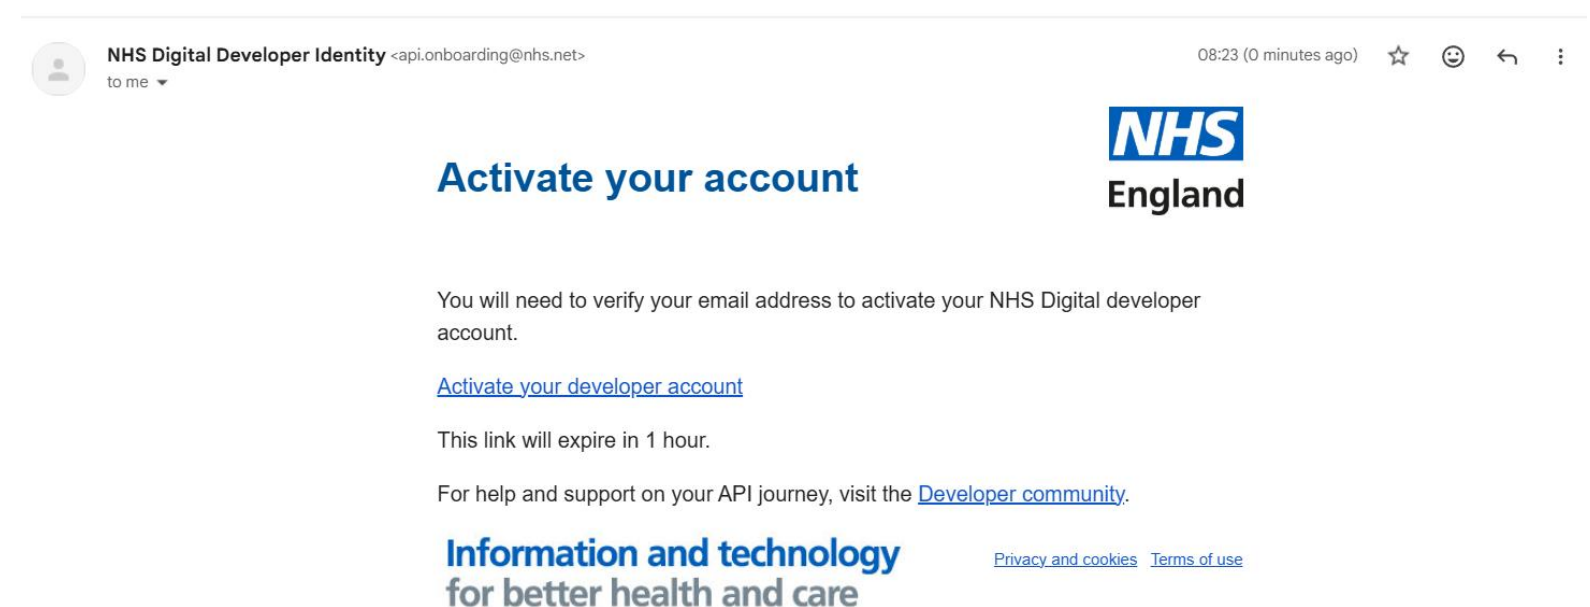 NHS Digital Developer Identity <api.onboarding@nhs.net>
08:23 (0 minutes ago)
to me
NHS
England
Activate your account
You will need to verify your email address to activate your NHS Digital developer
account.
Activate your developer account
This link will expire in 1 hour.
For help and support on your API journey, visit the Developer community.
Information and technology
for better health and care
Privacy and cookies Terms of use